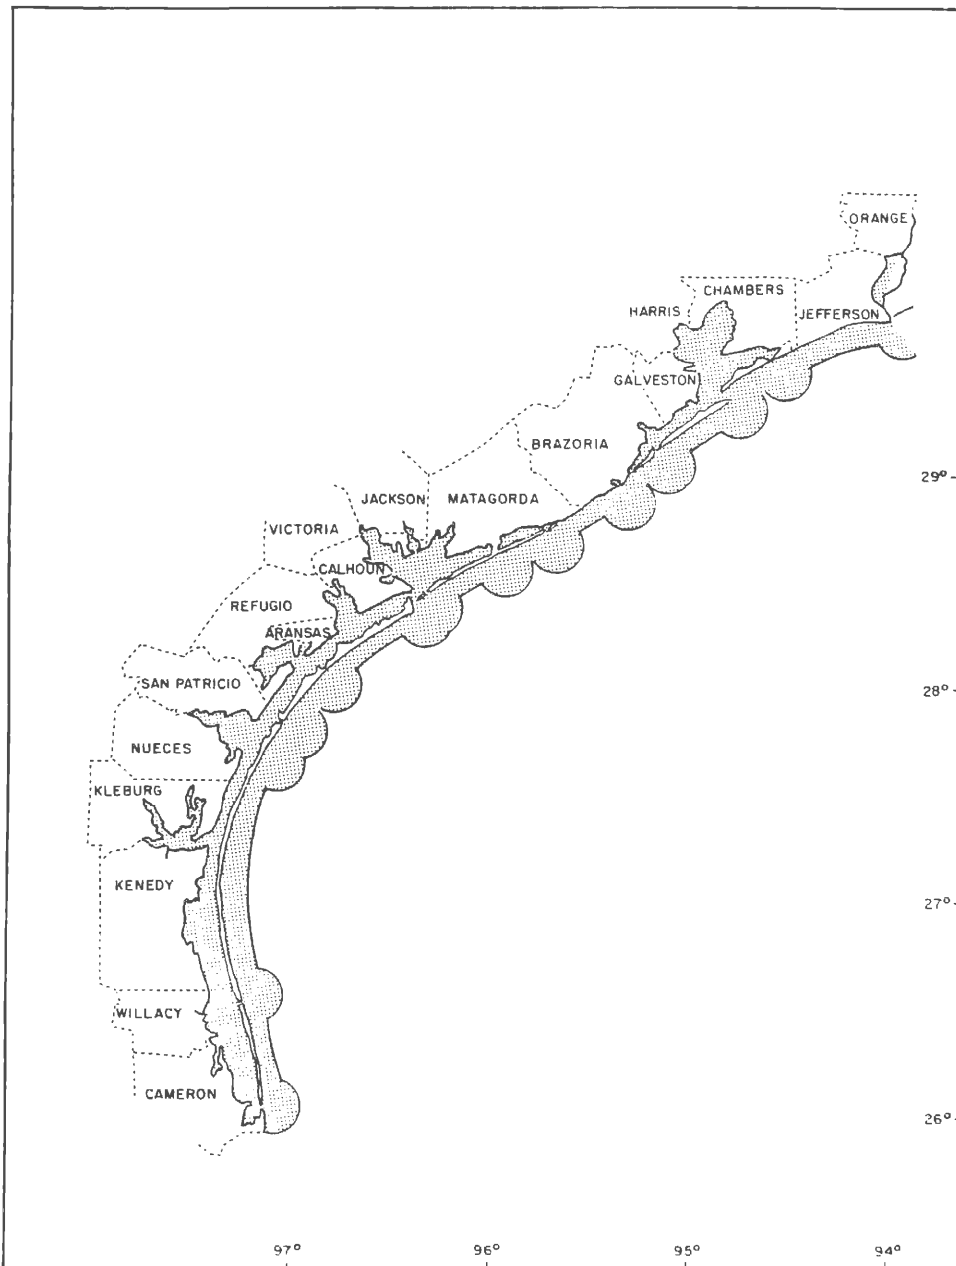 ORANGE
CHAMBERS
HARRIS
JEFFERSON
GALVESTON
BRAZORIA
29°
JACKSON
MATAGORDA
VICTORIA
CALHOUN
REFUGIO
ARANSAS
SAN PATRICIO
28°
NUECES
KLEBURG
KENEDY
27°
WILLACY
CAMERON
26°
97°
96°
95°
94°